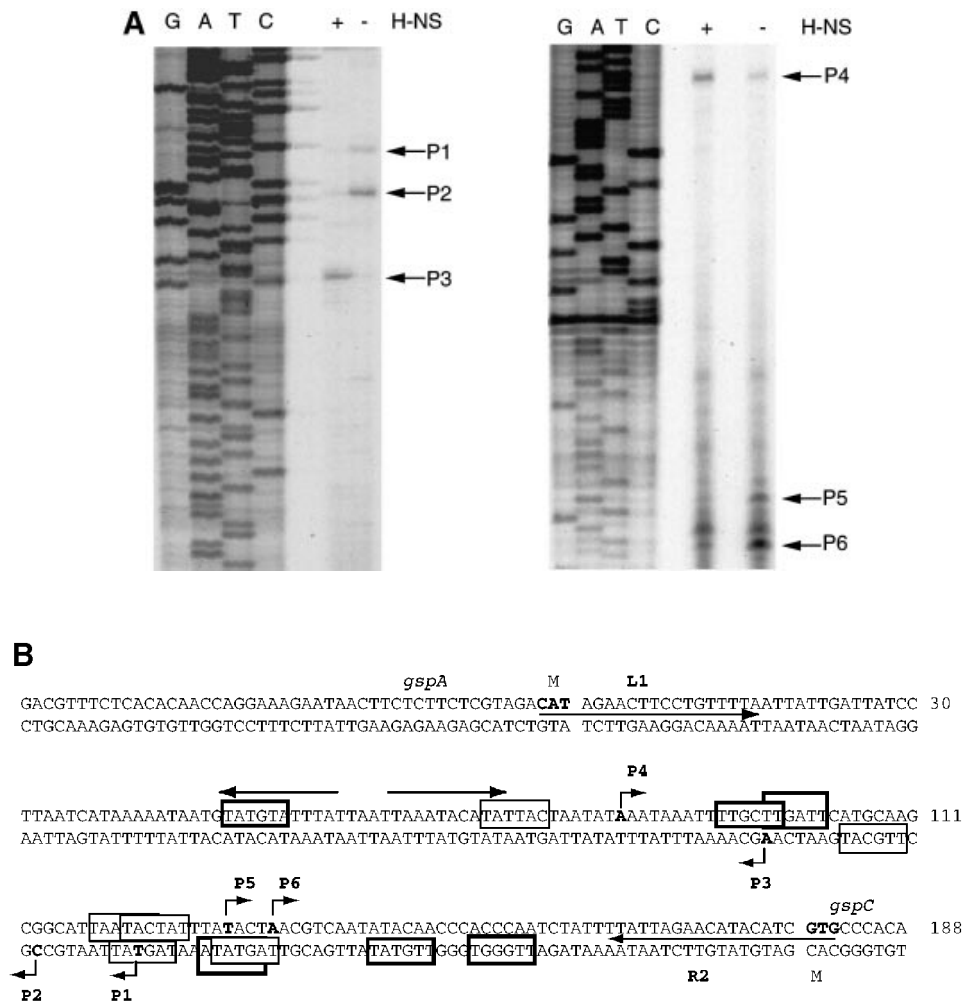 A G A T C + - H-NS G A T C + - H-NS
P4
P1
P2
P3
P5
P6
B
gspA M L1
GACGTTTCTCACACAACCAGGAAAGAATAACTTCTCTTCTCGTAGACAT AGAACTTCCTGTTTTAATTATTGATTATCC 30
CTGCAAAGAGTGTGTTGGTCCTTTCTTATTGAAGAGAAGAGCATCTGTA TCTTGAAGGACAAAATTAATAACTAATAGG
P4
TTAATCATAAAAATAATGTATGTATTTATTAATTAAATACATATTACTAATATAAATAAATTTTGCTTGATTCATGCAAG 111
AATTAGTATTTTTATTACATACATAAATAATTAATTTATGTATAATGATTATATTTATTTAAAACGAACTAAGTACGTTC
P3
P5 P6 gspC
CGGCATTAATACTATTTATACTAACGTCAATATACAACCCACCCAATCTATTTTATTAGAACATACATC GTGCCCACA 188
GCCGTAATTATGATAAATATGATTGCAGTTATATGTTGGGTGGGTTAGATAAAATAATCTTGTATGTAG CACGGGTGT
P2 P1 R2 M